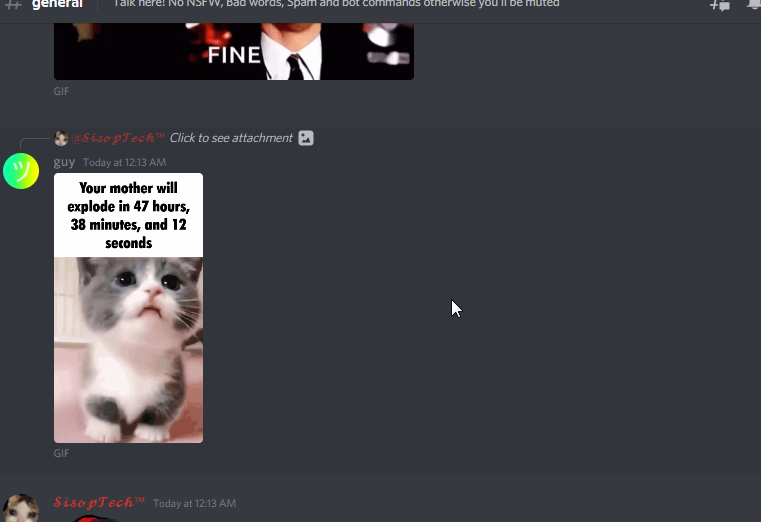 general Talk here! No NSFW, Bad words, Spam and bot commands otherwise you'll be muted
FINE
GIF
@𝓢𝓲𝓼𝓸𝓹𝓣𝓮𝓬𝓱™ Click to see attachment
guy Today at 12:13 AM
Your mother will
explode in 47 hours,
38 minutes, and 12
seconds
GIF
𝓢𝓲𝓼𝓸𝓹𝓣𝓮𝓬𝓱™ Today at 12:13 AM